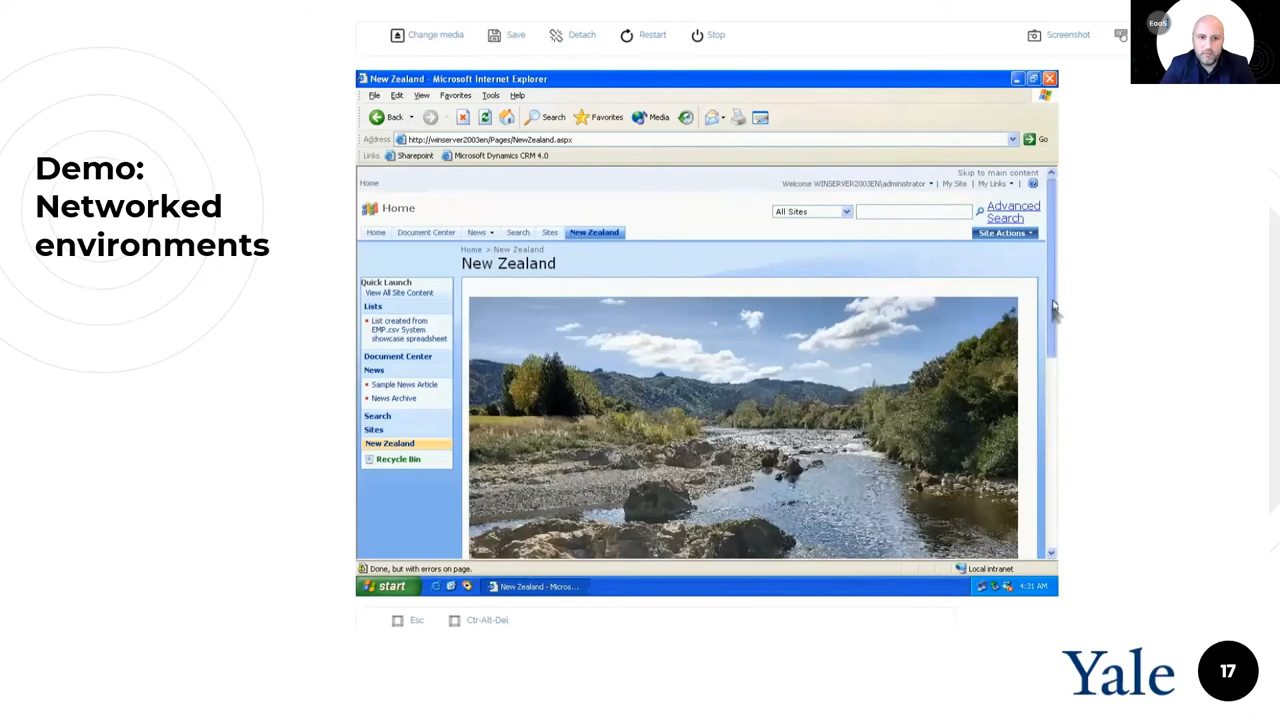 Demo:
Networked
environments
Change media
Save
Detach
Restart
Stop
Screenshot
EaaS
New Zealand - Microsoft Internet Explorer
File Edit View Favorites Tools Help
Back Search Favorites Media
Address http://winserver2003en/Pages/NewZealand.aspx Go
Links Sharepoint Microsoft Dynamics CRM 4.0
Skip to main content
Home Welcome WINSERVER2003EN\administrator My Site | My Links |
Home All Sites Advanced
Search
Home Document Center News Search Sites New Zealand Site Actions
Home > New Zealand
New Zealand
Quick Launch
View All Site Content
Lists
List created from
EMP.csv System
showcase spreadsheet
Document Center
News
Sample News Article
News Archive
Search
Sites
New Zealand
Recycle Bin
Done, but with errors on page. Local intranet
start New Zealand - Micros... 4:31 AM
Esc
Ctr-Alt-Del
Yale
17